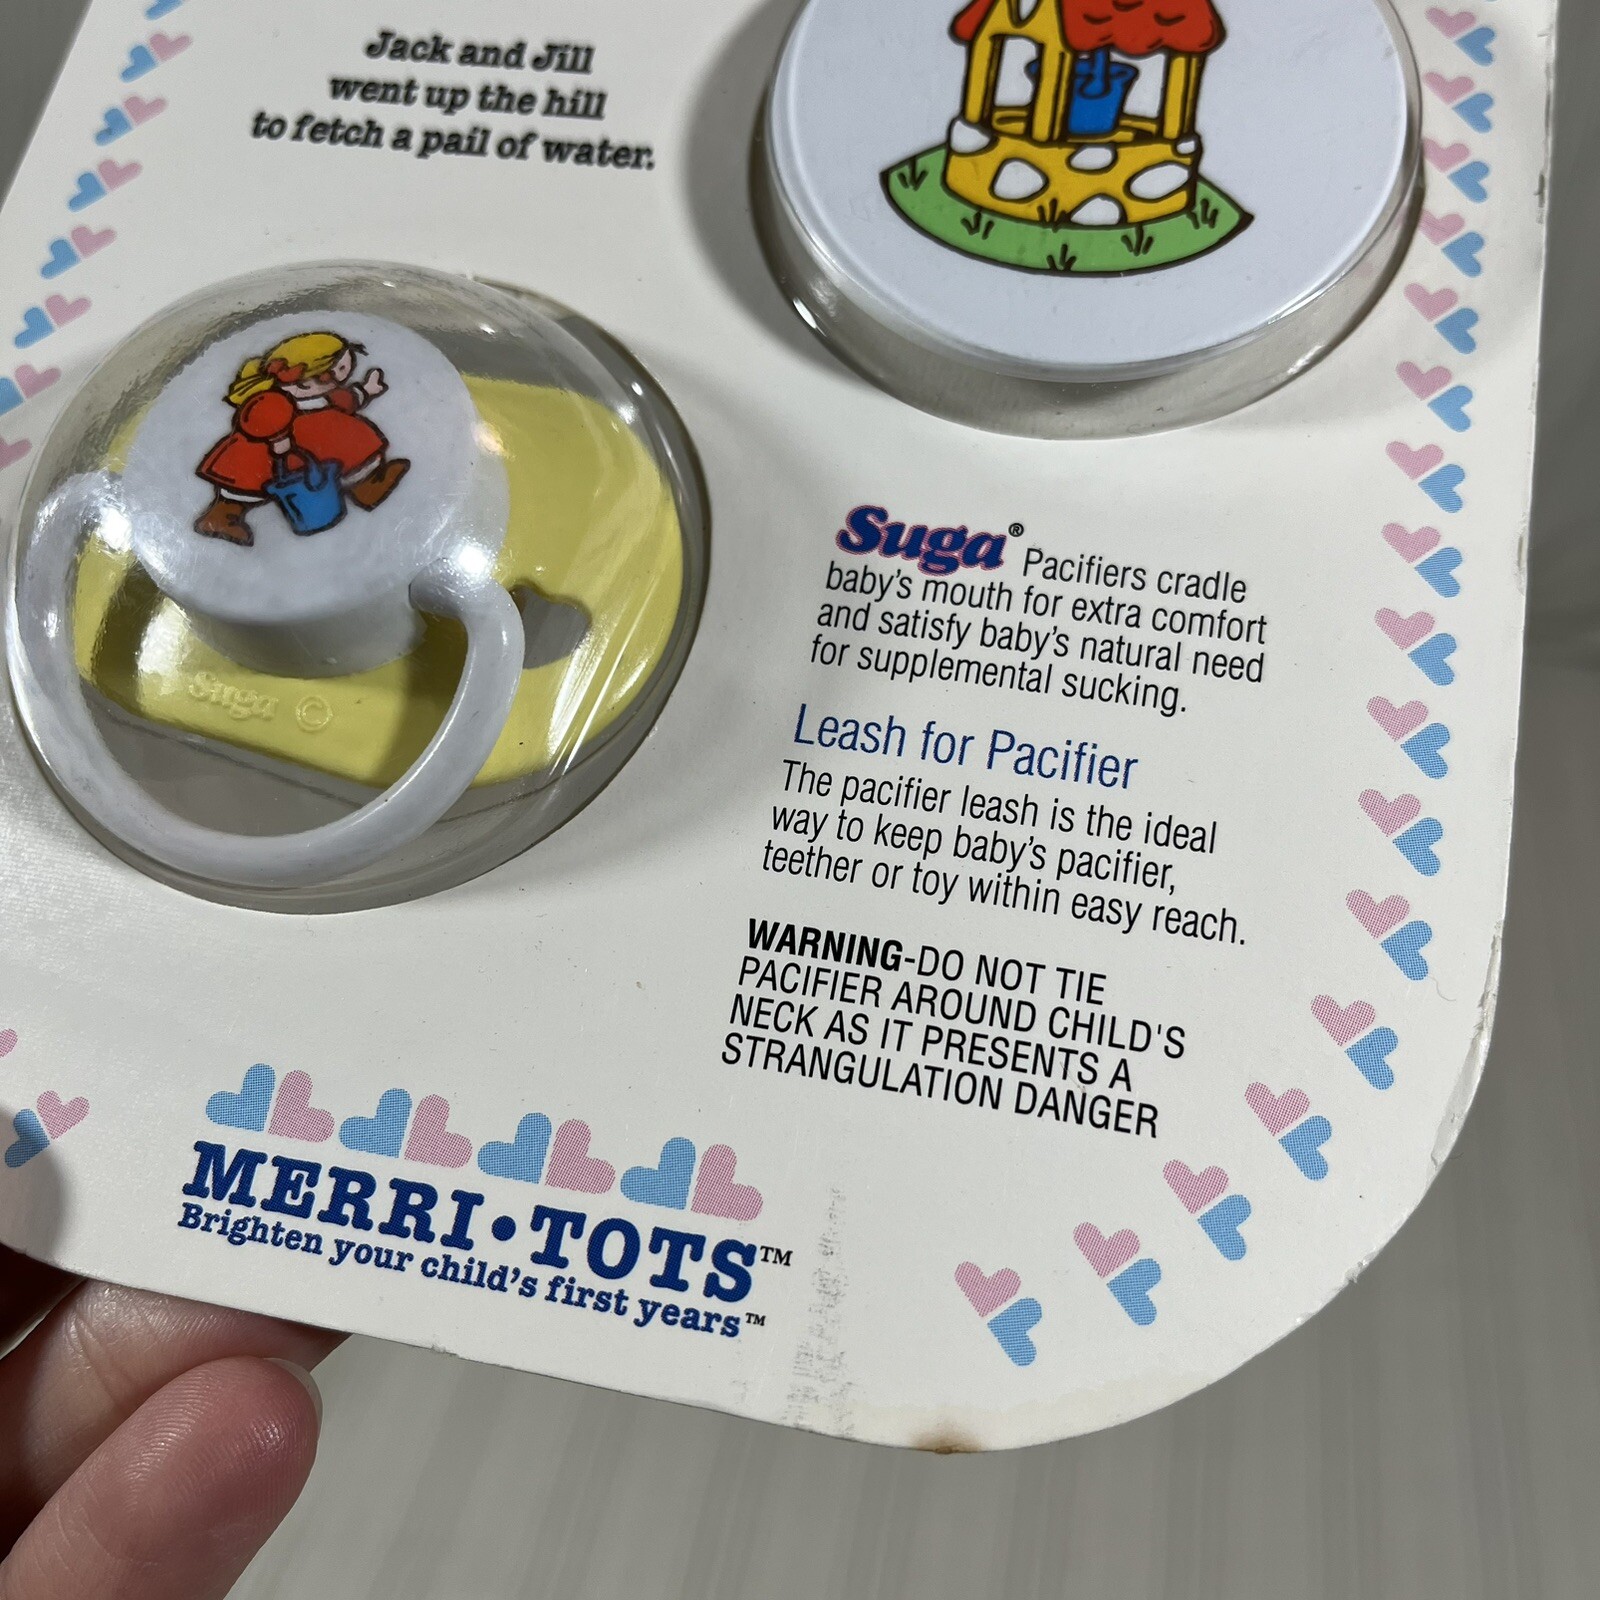 Jack and Jill
went up the hill
to fetch a pail of water.
Suga ©
Suga® Pacifiers cradle
baby's mouth for extra comfort
and satisfy baby's natural need
for supplemental sucking.
Leash for Pacifier
The pacifier leash is the ideal
way to keep baby's pacifier,
teether or toy within easy reach.
WARNING-DO NOT TIE
PACIFIER AROUND CHILD'S
NECK AS IT PRESENTS A
STRANGULATION DANGER
MERRI•TOTS™
Brighten your child's first years™